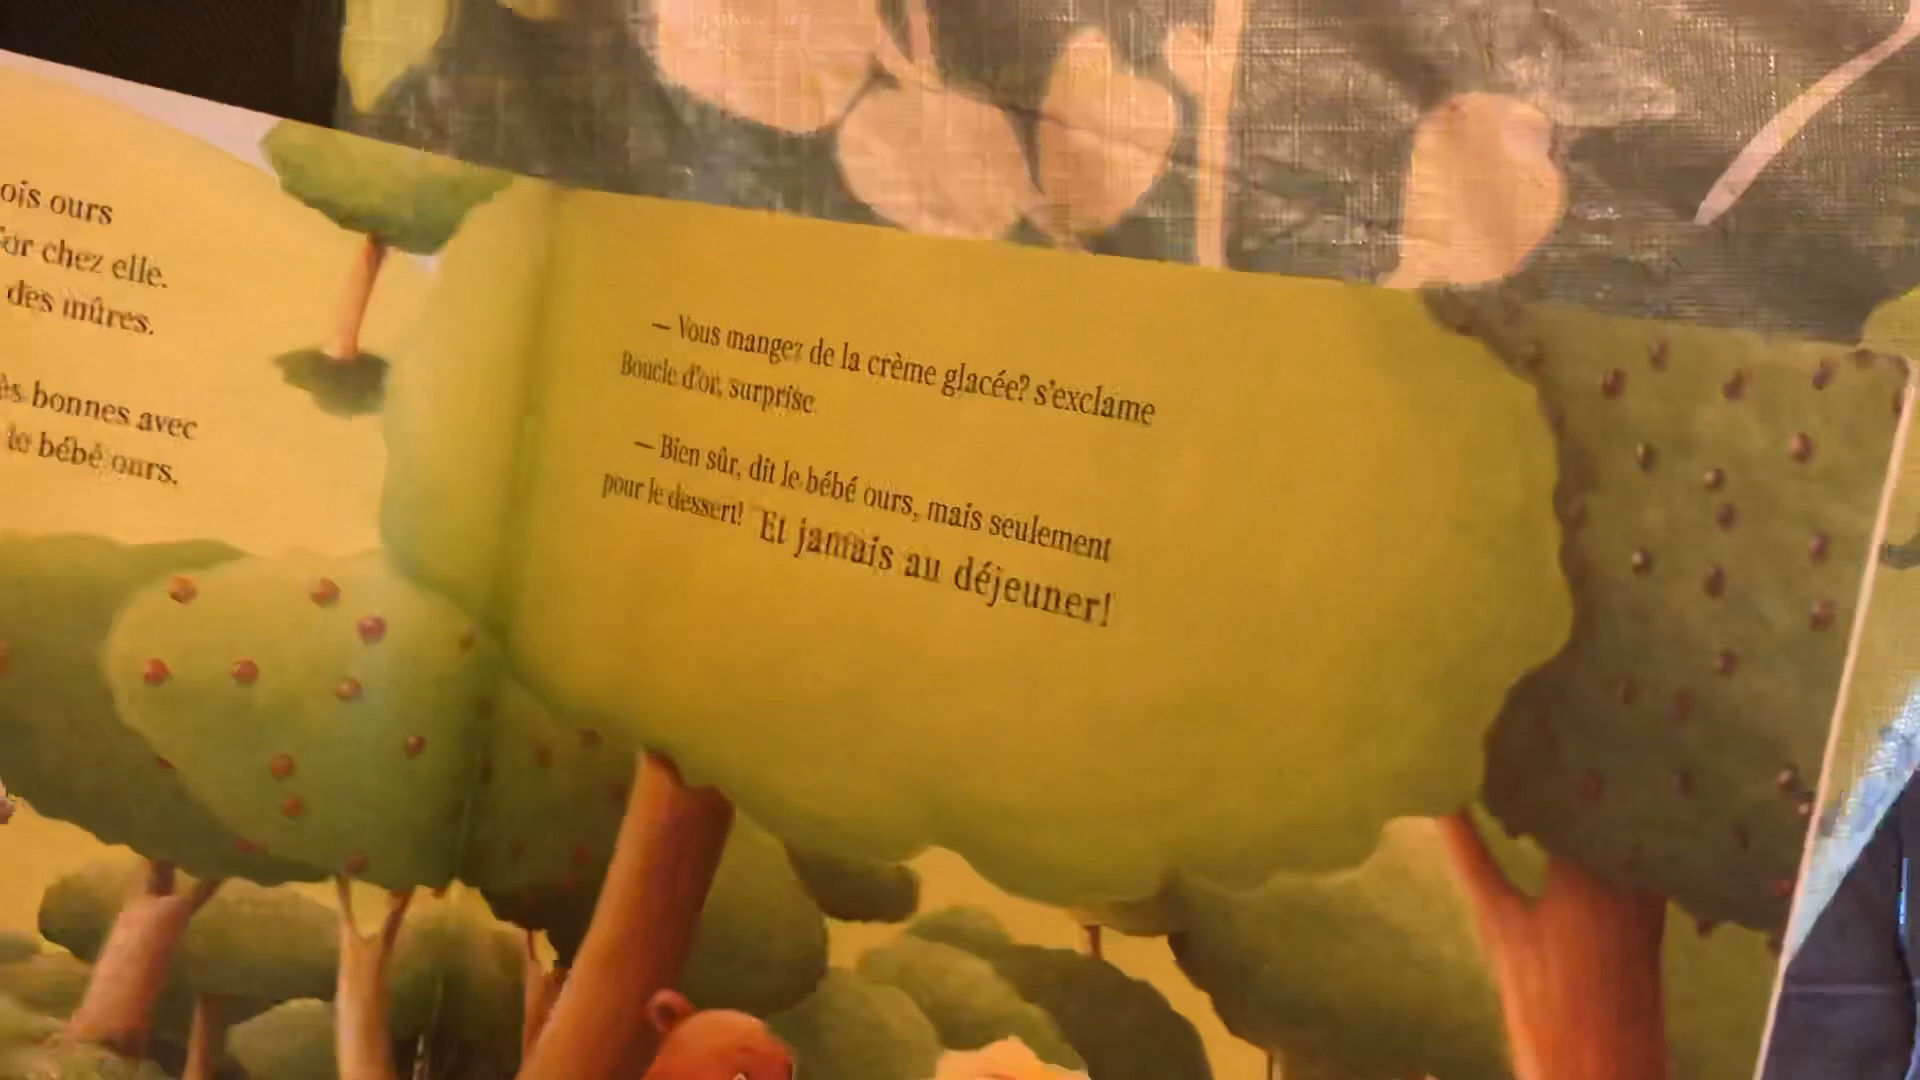 ois ours
d'or chez elle.
des mûres.
ès bonnes avec
le bébé ours.
– Vous mangez de la crème glacée? s'exclame
Boucle d'or, surprise.
– Bien sûr, dit le bébé ours, mais seulement
pour le dessert! Et jamais au déjeuner!